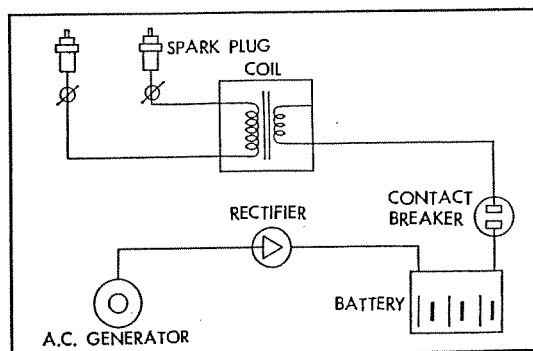 SPARK PLUG
COIL
CONTACT
BREAKER
RECTIFIER
BATTERY
A.C. GENERATOR